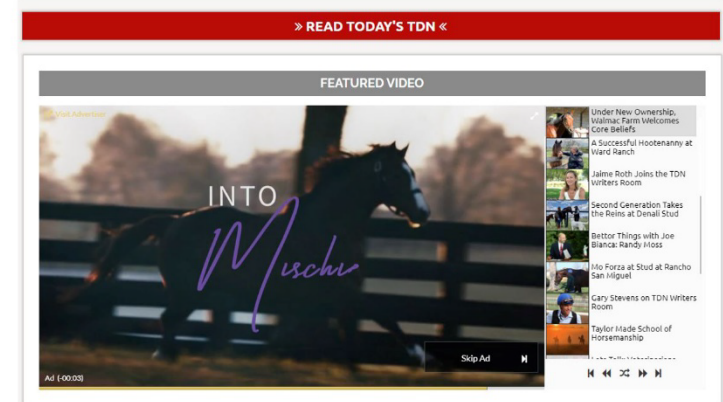 » READ TODAY'S TDN «
FEATURED VIDEO
Visit Advertiser
INTO
Mischie
Skip Ad
Ad (-00:03)
Under New Ownership,
Walmac Farm Welcomes
Core Beliefs
A Successful Hootenanny at
Ward Ranch
Jaime Roth Joins the TDN
Writers Room
Second Generation Takes
the Reins at Denali Stud
Bettor Things with Joe
Bianca: Randy Moss
Mo Forza at Stud at Rancho
San Miguel
Gary Stevens on TDN Writers
Room
Taylor Made School of
Horsemanship